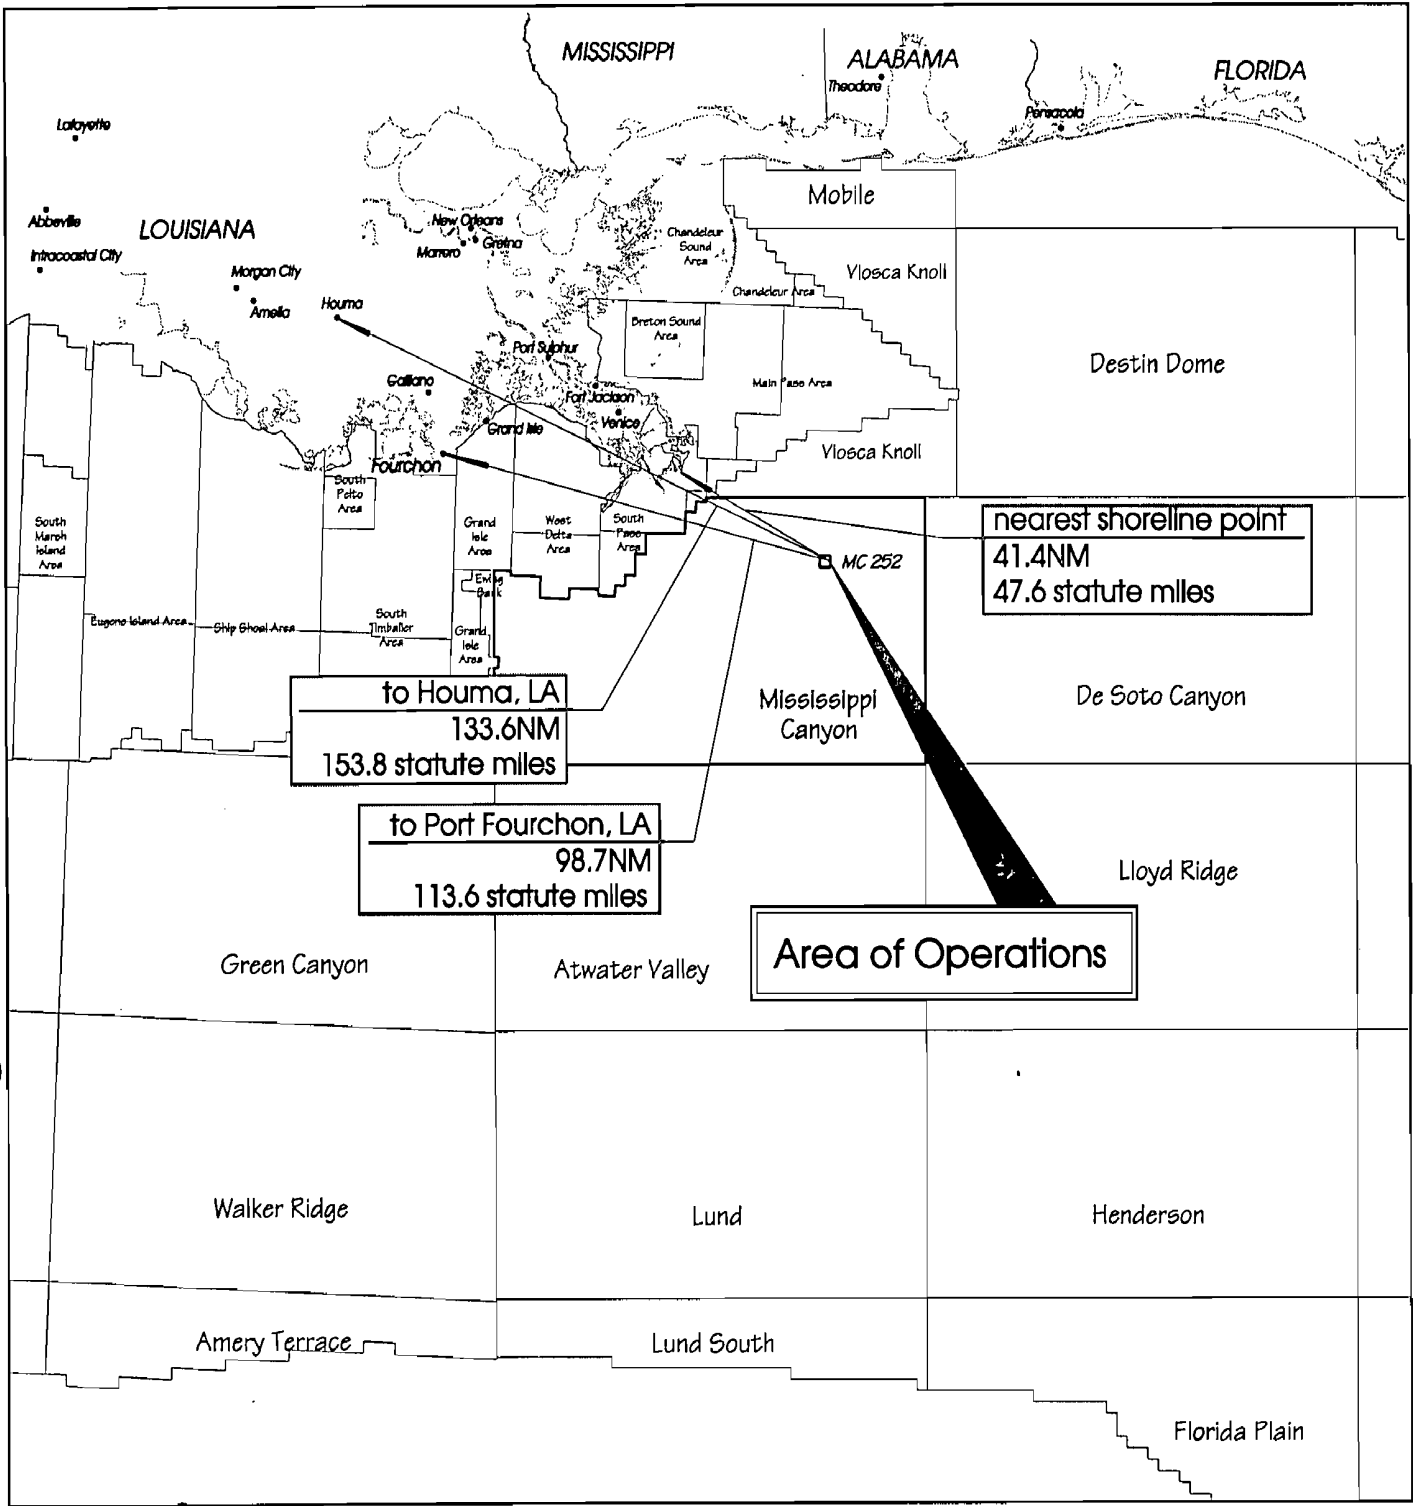 MISSISSIPPI
ALABAMA
FLORIDA
Theodore
Pensacola
Lafayette
Abbeville
LOUISIANA
Intracoastal City
Morgan City
Amelia
Houma
New Orleans
Marrero
Gretna
Mobile
Chandeleur
Sound
Area
Viosca Knoll
Chandeleur Area
Breton Sound
Area
Port Sulphur
Main Pass Area
Destin Dome
Galliano
Fort Jackson
Venice
Grand Isle
Fourchon
Viosca Knoll
South
Pelto
Area
South
Marsh
Island
Area
Grand
Isle
Area
West
Delta
Area
South
Pass
Area
nearest shoreline point
41.4NM
47.6 statute miles
MC 252
Ewing
Bank
Eugene Island Area
Ship Shoal Area
South
Timbalier
Area
Grand
Isle
Area
to Houma, LA
133.6NM
153.8 statute miles
Mississippi
Canyon
De Soto Canyon
to Port Fourchon, LA
98.7NM
113.6 statute miles
Lloyd Ridge
Area of Operations
Green Canyon
Atwater Valley
Walker Ridge
Lund
Henderson
Amery Terrace
Lund South
Florida Plain